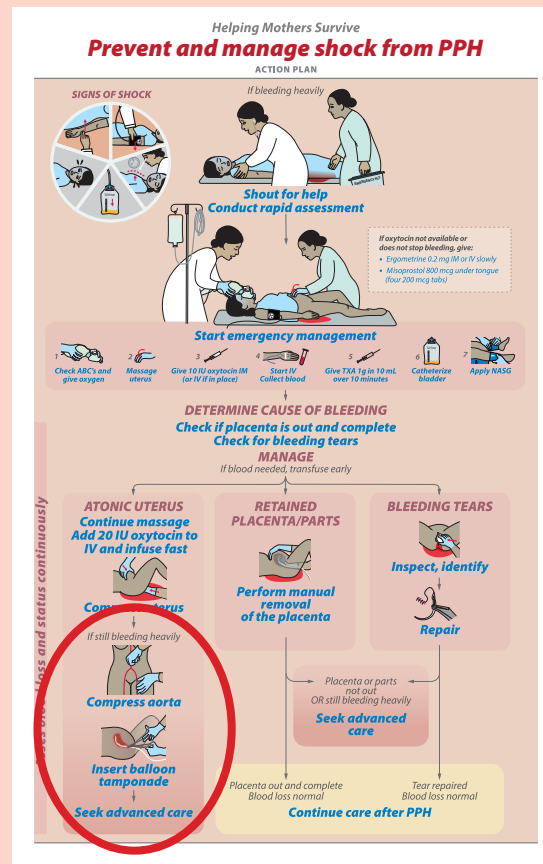 Helping Mothers Survive
Prevent and manage shock from PPH
ACTION PLAN
SIGNS OF SHOCK
If bleeding heavily
Shout for help
Conduct rapid assessment
If oxytocin not available or
does not stop bleeding, give:
• Ergometrine 0.2 mg IM or IV slowly
• Misoprostol 800 mcg under tongue
(four 200 mcg tabs)
Start emergency management
1
Check ABC's and
give oxygen
2
Massage
uterus
3
Give 10 IU oxytocin IM
(or IV if in place)
4
Start IV
Collect blood
5
Give TXA 1g in 10 mL
over 10 minutes
6
Catheterize
bladder
7
Apply NASG
DETERMINE CAUSE OF BLEEDING
Check if placenta is out and complete
Check for bleeding tears
MANAGE
If blood needed, transfuse early
loss and status continuously
ATONIC UTERUS
Continue massage
Add 20 IU oxytocin to
IV and infuse fast
If still bleeding heavily
Compress aorta
Insert balloon
tamponade
Seek advanced care
RETAINED
PLACENTA/PARTS
Perform manual
removal
of the placenta
BLEEDING TEARS
Inspect, identify
Repair
Placenta or parts
not out
OR still bleeding heavily
Seek advanced
care
Placenta out and complete
Blood loss normal
Tear repaired
Blood loss normal
Continue care after PPH